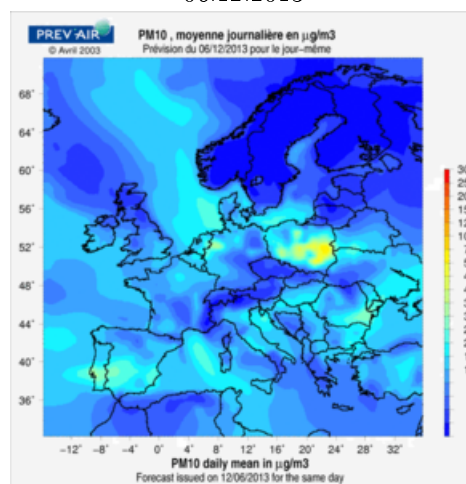 PREV'AIR
© Avril 2003
PM10 , moyenne journalière en μg/m3
Prévision du 06/12/2013 pour le jour-même
68°
64°
60°
56°
52°
48°
44°
40°
36°
-12° -8° -4° 0° 4° 8° 12° 16° 20° 24° 28° 32°
PM10 daily mean in μg/m3
Forecast issued on 12/06/2013 for the same day